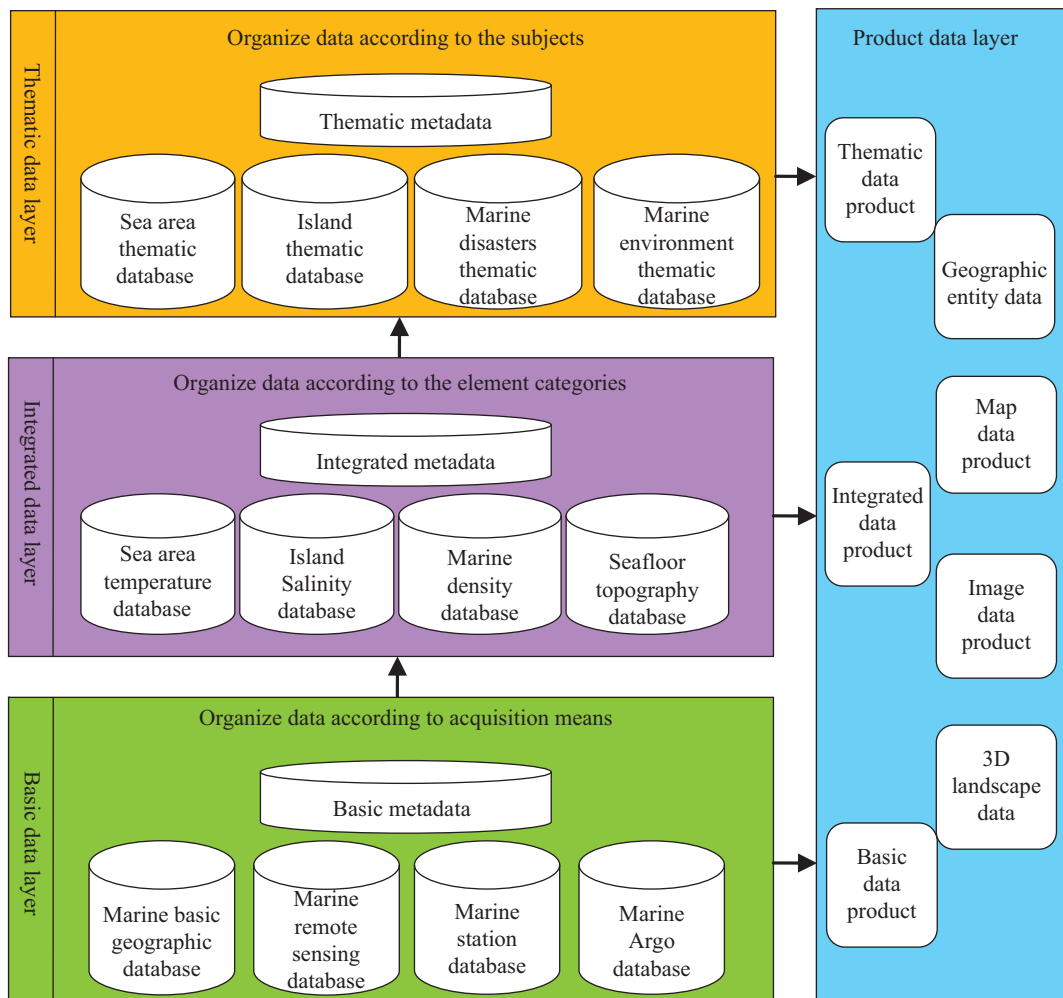 Thematic data layer
Organize data according to the subjects
Thematic metadata
Sea area
thematic
database
Island
thematic
database
Marine
disasters
thematic
database
Marine
environment
thematic
database
Integrated data layer
Organize data according to the element categories
Integrated metadata
Sea area
temperature
database
Island
Salinity
database
Marine
density
database
Seafloor
topography
database
Basic data layer
Organize data according to acquisition means
Basic metadata
Marine basic
geographic
database
Marine
remote
sensing
database
Marine
station
database
Marine
Argo
database
Product data layer
Thematic
data
product
Geographic
entity data
Map
data
product
Integrated
data
product
Image
data
product
3D
landscape
data
Basic
data
product